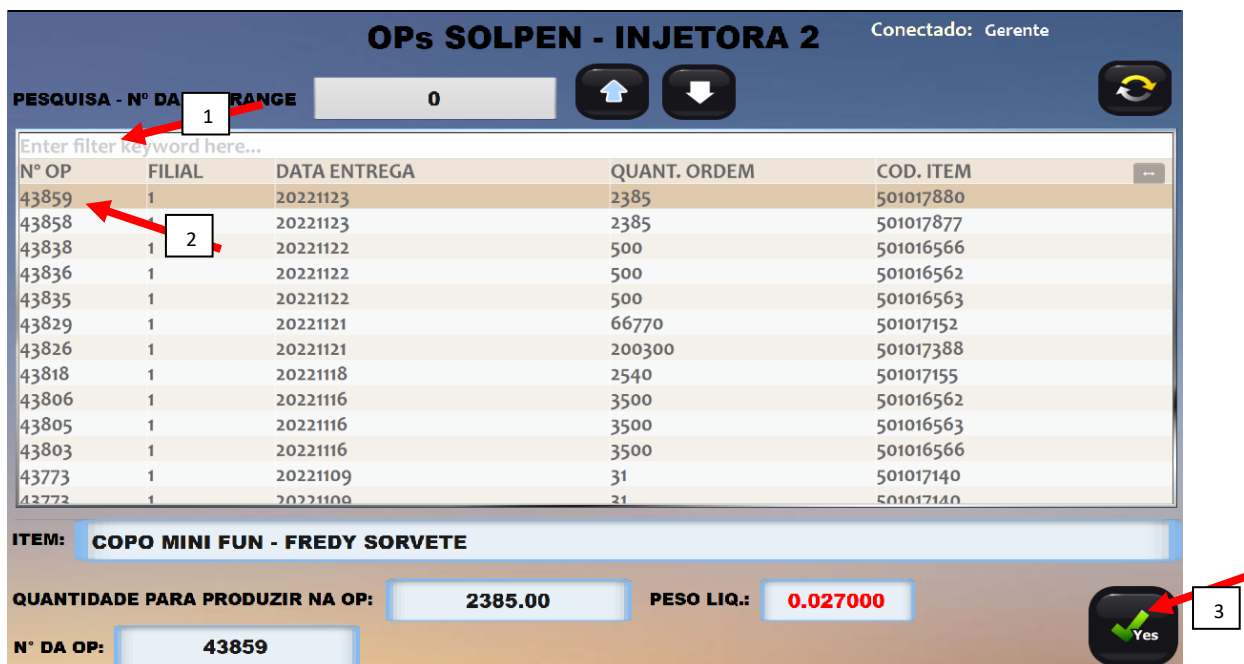 OPs SOLPEN - INJETORA 2
Conectado: Gerente
PESQUISA - Nº DA RANGE 0
1
Enter filter keyword here...
Nº OP FILIAL DATA ENTREGA QUANT. ORDEM COD. ITEM
43859 1 20221123 2385 501017880
43858 1 20221123 2385 501017877
2
43838 1 20221122 500 501016566
43836 1 20221122 500 501016562
43835 1 20221122 500 501016563
43829 1 20221121 66770 501017152
43826 1 20221121 200300 501017388
43818 1 20221118 2540 501017155
43806 1 20221116 3500 501016562
43805 1 20221116 3500 501016563
43803 1 20221116 3500 501016566
43773 1 20221109 31 501017140
43773 1 20221109 31 501017140
ITEM: COPO MINI FUN - FREDY SORVETE
QUANTIDADE PARA PRODUZIR NA OP: 2385.00 PESO LIQ.: 0.027000
Yes
3
N° DA OP: 43859